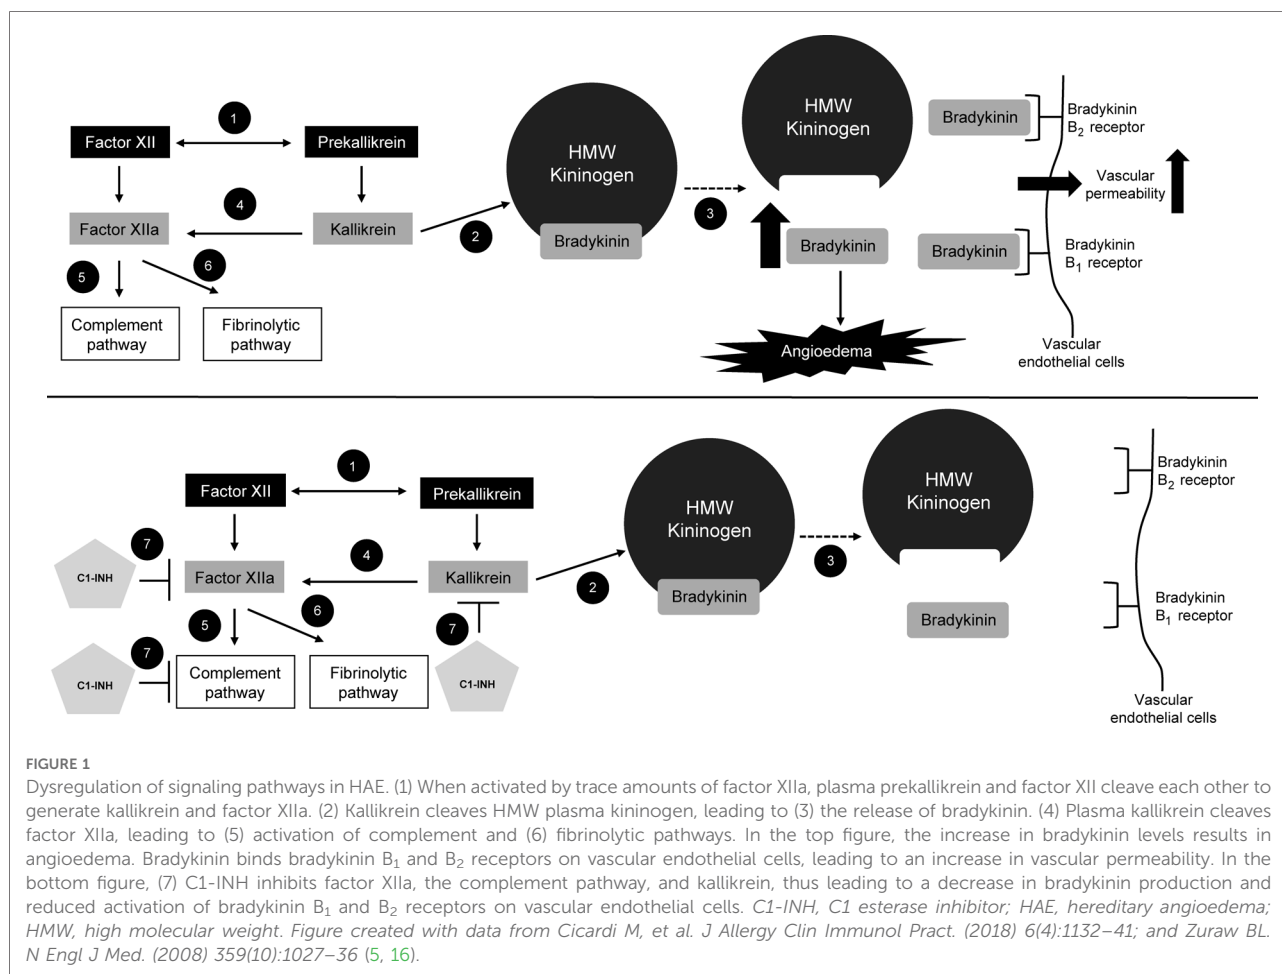 1
Factor XII
Prekallikrein
4
Factor XIIa
Kallikrein
5
6
Complement
pathway
Fibrinolytic
pathway
2
HMW
Kininogen
Bradykinin
3
HMW
Kininogen
Bradykinin
Angioedema
Bradykinin
Bradykinin
B2 receptor
Vascular
permeability
Bradykinin
Bradykinin
B1 receptor
Vascular
endothelial cells
1
Factor XII
Prekallikrein
7
C1-INH
4
Factor XIIa
Kallikrein
5
6
7
C1-INH
Complement
pathway
Fibrinolytic
pathway
7
C1-INH
2
HMW
Kininogen
Bradykinin
3
HMW
Kininogen
Bradykinin
Bradykinin
B2 receptor
Bradykinin
B1 receptor
Vascular
endothelial cells
FIGURE 1
Dysregulation of signaling pathways in HAE. (1) When activated by trace amounts of factor XIIa, plasma prekallikrein and factor XII cleave each other to
generate kallikrein and factor XIIa. (2) Kallikrein cleaves HMW plasma kininogen, leading to (3) the release of bradykinin. (4) Plasma kallikrein cleaves
factor XIIa, leading to (5) activation of complement and (6) fibrinolytic pathways. In the top figure, the increase in bradykinin levels results in
angioedema. Bradykinin binds bradykinin B1 and B2 receptors on vascular endothelial cells, leading to an increase in vascular permeability. In the
bottom figure, (7) C1-INH inhibits factor XIIa, the complement pathway, and kallikrein, thus leading to a decrease in bradykinin production and
reduced activation of bradykinin B1 and B2 receptors on vascular endothelial cells. C1-INH, C1 esterase inhibitor; HAE, hereditary angioedema;
HMW, high molecular weight. Figure created with data from Cicardi M, et al. J Allergy Clin Immunol Pract. (2018) 6(4):1132–41; and Zuraw BL.
N Engl J Med. (2008) 359(10):1027–36 (5, 16).